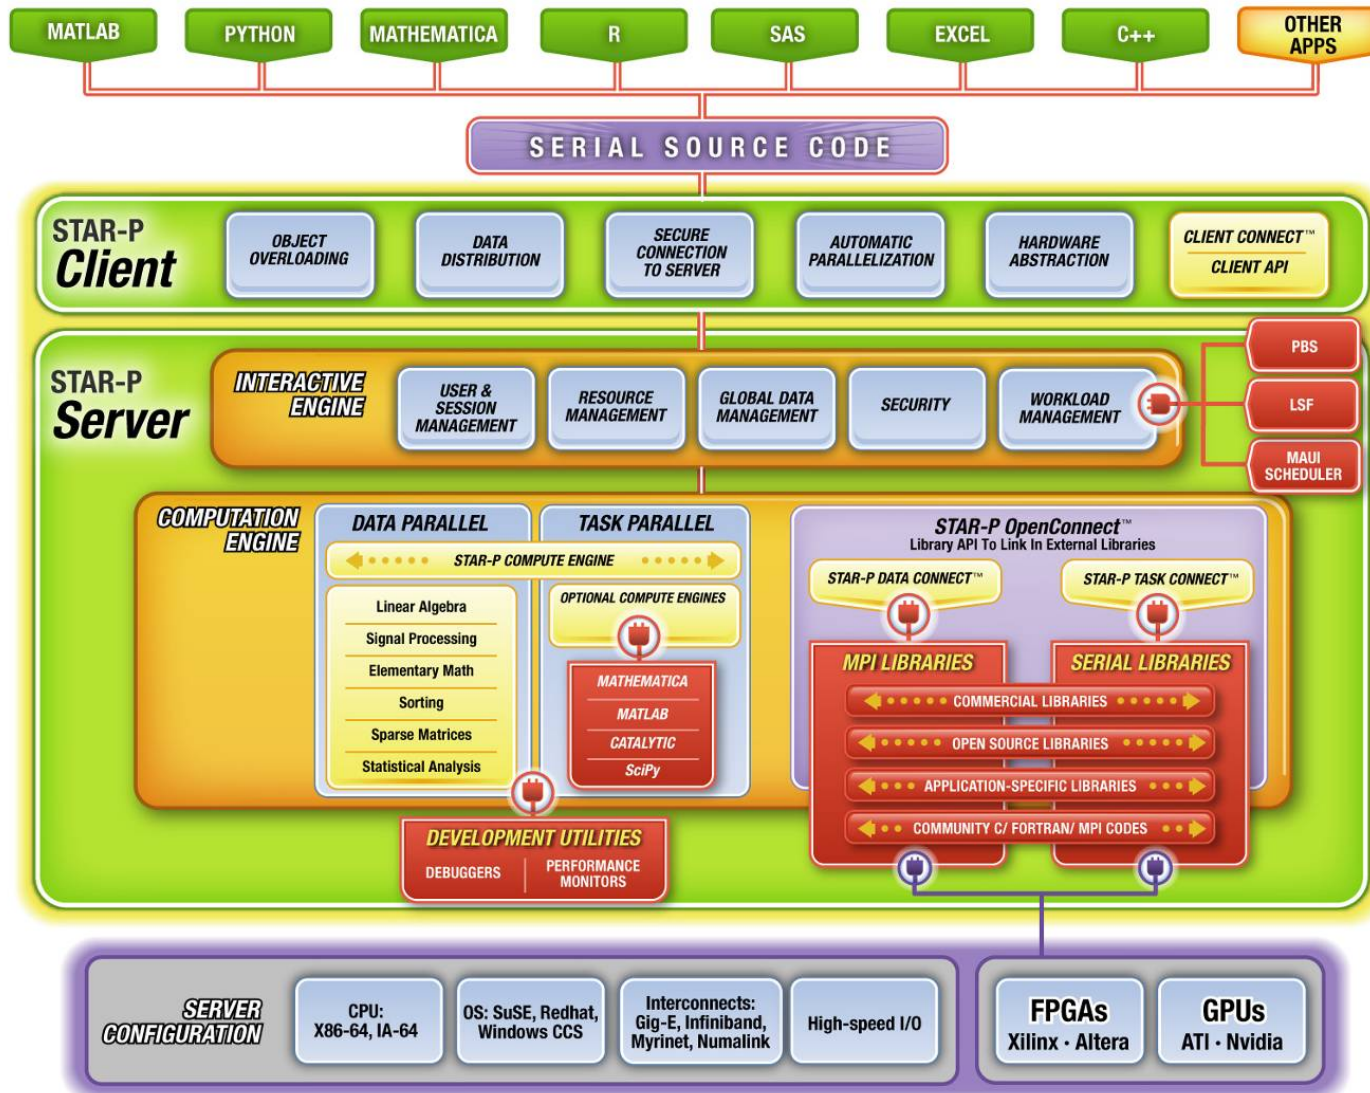 MATLAB
PYTHON
MATHEMATICA
R
SAS
EXCEL
C++
OTHER
APPS
SERIAL SOURCE CODE
STAR-P
Client
OBJECT
OVERLOADING
DATA
DISTRIBUTION
SECURE
CONNECTION
TO SERVER
AUTOMATIC
PARALLELIZATION
HARDWARE
ABSTRACTION
CLIENT CONNECT™
CLIENT API
STAR-P
Server
INTERACTIVE
ENGINE
USER &
SESSION
MANAGEMENT
RESOURCE
MANAGEMENT
GLOBAL DATA
MANAGEMENT
SECURITY
WORKLOAD
MANAGEMENT
PBS
LSF
MAUI
SCHEDULER
COMPUTATION
ENGINE
DATA PARALLEL
TASK PARALLEL
STAR-P COMPUTE ENGINE
Linear Algebra
Signal Processing
Elementary Math
Sorting
Sparse Matrices
Statistical Analysis
OPTIONAL COMPUTE ENGINES
MATHEMATICA
MATLAB
CATALYTIC
SciPy
STAR-P OpenConnect™
Library API To Link In External Libraries
STAR-P DATA CONNECT™
STAR-P TASK CONNECT™
MPI LIBRARIES
SERIAL LIBRARIES
COMMERCIAL LIBRARIES
OPEN SOURCE LIBRARIES
APPLICATION-SPECIFIC LIBRARIES
COMMUNITY C/ FORTRAN/ MPI CODES
DEVELOPMENT UTILITIES
DEBUGGERS
PERFORMANCE
MONITORS
SERVER
CONFIGURATION
CPU:
X86-64, IA-64
OS: SuSE, Redhat,
Windows CCS
Interconnects:
Gig-E, Infiniband,
Myrinet, Numalink
High-speed I/O
FPGAs
Xilinx · Altera
GPUs
ATI · Nvidia